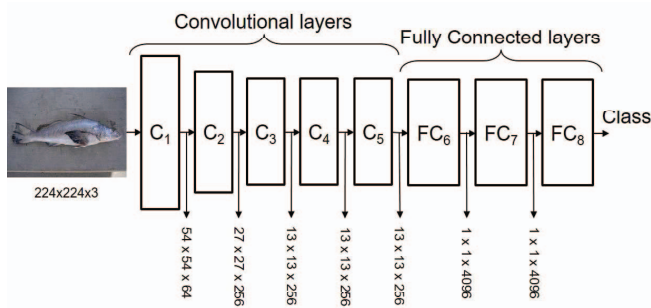 Convolutional layers
Fully Connected layers
C1
C2
C3
C4
C5
FC6
FC7
FC8
Class
224x224x3
54 x 54 x 64
27 x 27 x 256
13 x 13 x 256
13 x 13 x 256
13 x 13 x 256
1 x 1 x 4096
1 x 1 x 4096